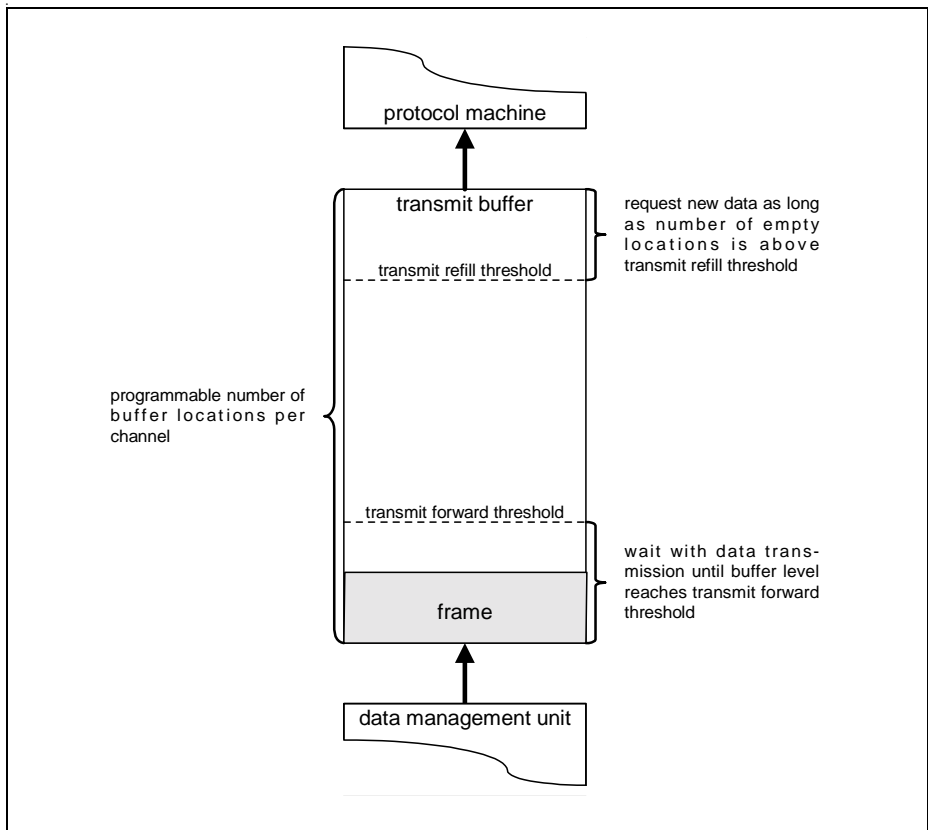 protocol machine
transmit buffer
request new data as long
as number of empty
locations is above
transmit refill threshold
transmit refill threshold
programmable number of
buffer locations per
channel
transmit forward threshold
wait with data trans-
mission until buffer level
reaches transmit forward
threshold
frame
data management unit